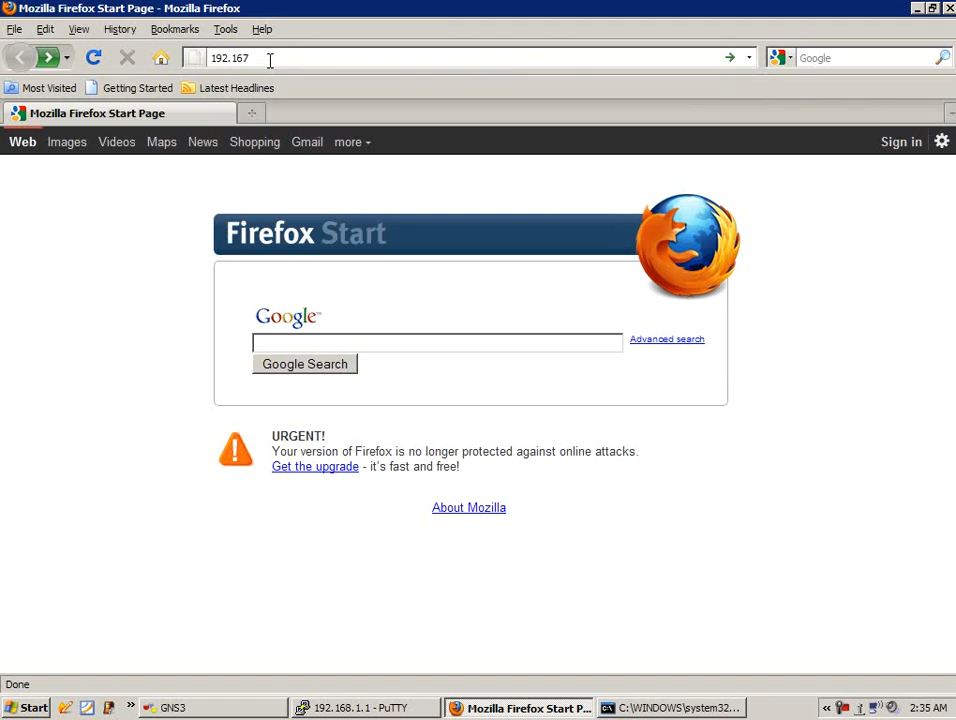 Mozilla Firefox Start Page - Mozilla Firefox
File Edit View History Bookmarks Tools Help
192.167
Google
Most Visited Getting Started Latest Headlines
Mozilla Firefox Start Page
Web Images Videos Maps News Shopping Gmail more Sign in
Firefox Start
Google™
Advanced search
Google Search
URGENT!
Your version of Firefox is no longer protected against online attacks.
Get the upgrade - it's fast and free!
About Mozilla
Done
Start GNS3 192.168.1.1 - PuTTY Mozilla Firefox Start P... C:\WINDOWS\system32... 2:35 AM